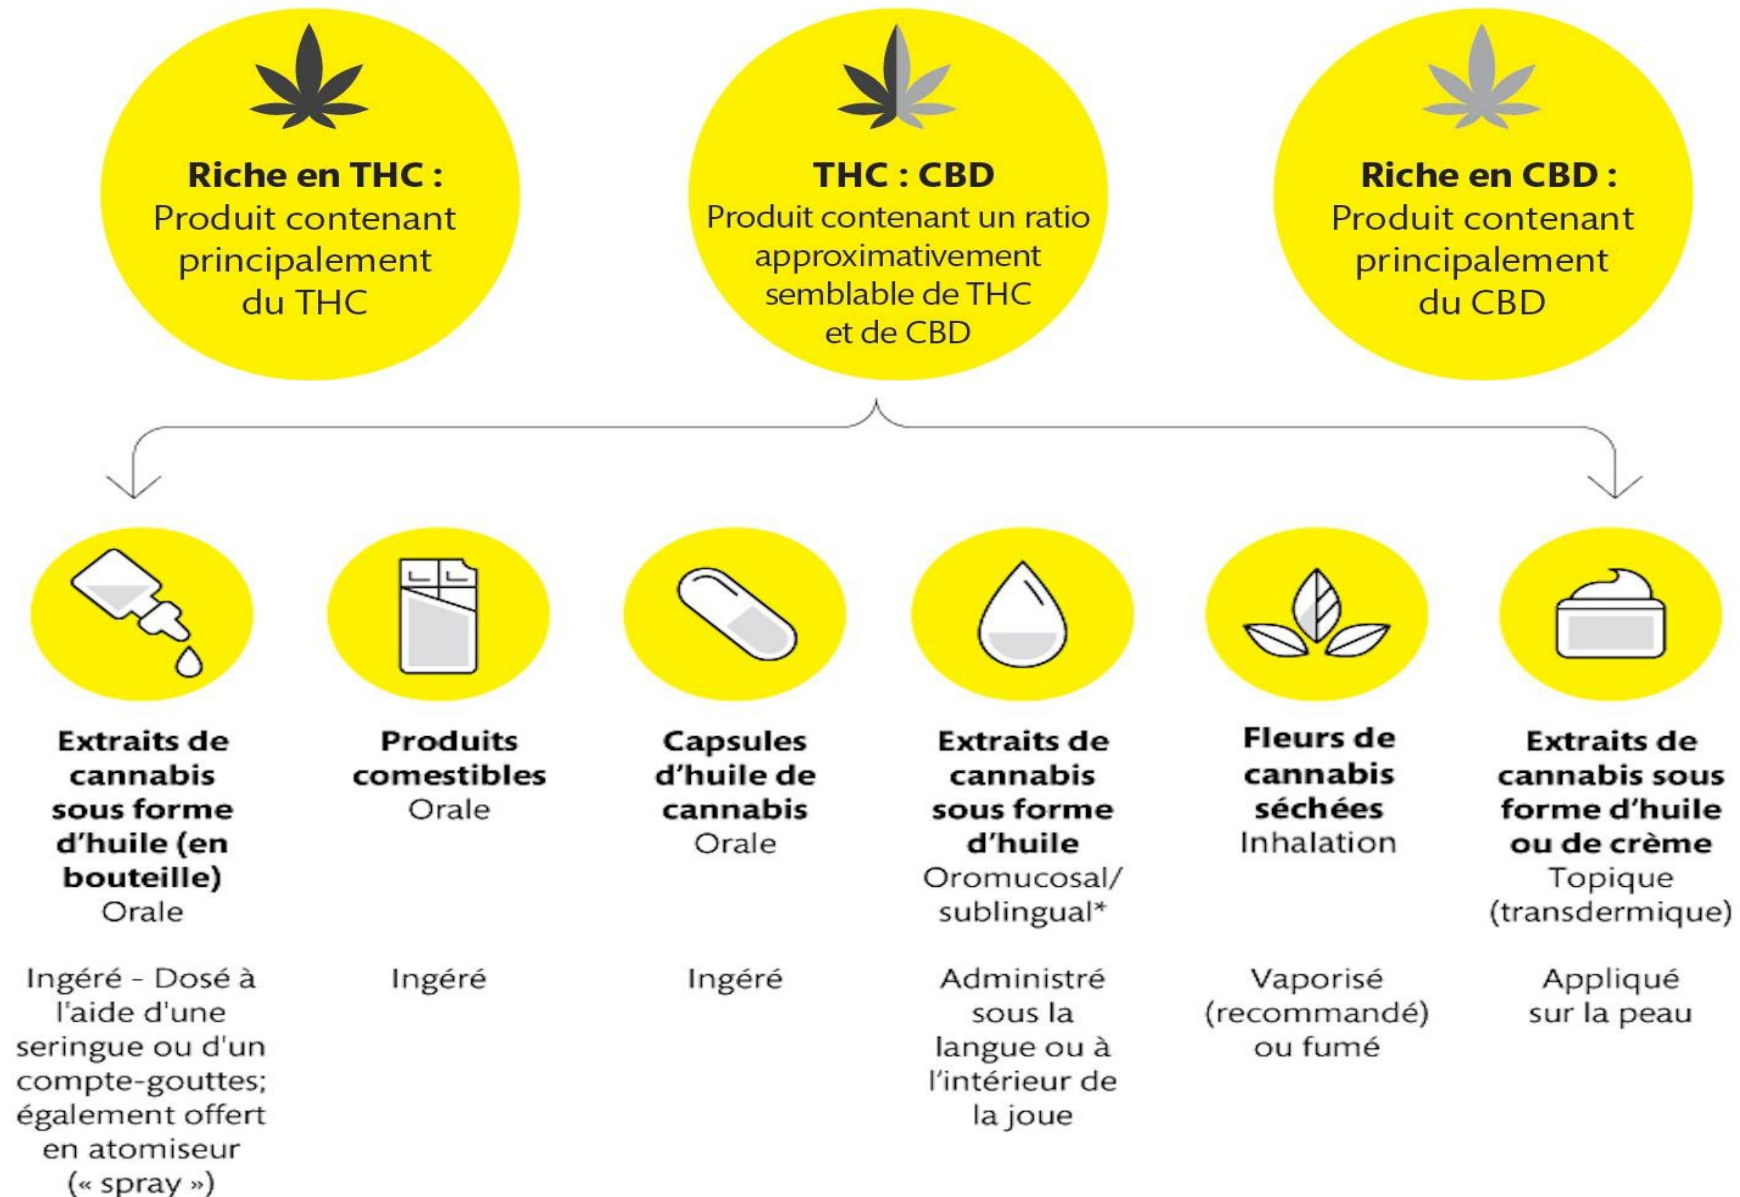 Riche en THC :
Produit contenant
principalement
du THC
THC : CBD
Produit contenant un ratio
approximativement
semblable de THC
et de CBD
Riche en CBD :
Produit contenant
principalement
du CBD
Extraits de
cannabis
sous forme
d'huile (en
bouteille)
Orale
Ingéré - Dosé à
l'aide d'une
seringue ou d'un
compte-gouttes;
également offert
en atomiseur
(« spray »)
Produits
comestibles
Orale
Ingéré
Capsules
d'huile de
cannabis
Orale
Ingéré
Extraits de
cannabis
sous forme
d'huile
Oromucosal/
sublingual*
Administré
sous la
langue ou à
l'intérieur de
la joue
Fleurs de
cannabis
séchées
Inhalation
Vaporisé
(recommandé)
ou fumé
Extraits de
cannabis sous
forme d'huile
ou de crème
Topique
(transdermique)
Appliqué
sur la peau